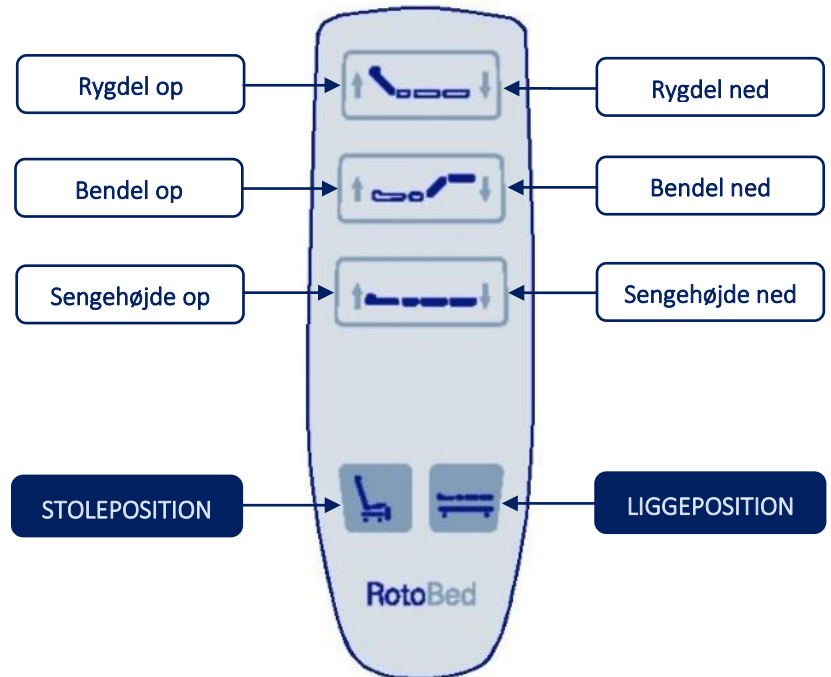 Rygdel op
Rygdel ned
Bendel op
Bendel ned
Sengehøjde op
Sengehøjde ned
STOLEPOSITION
LIGGEPOSITION
RotoBed